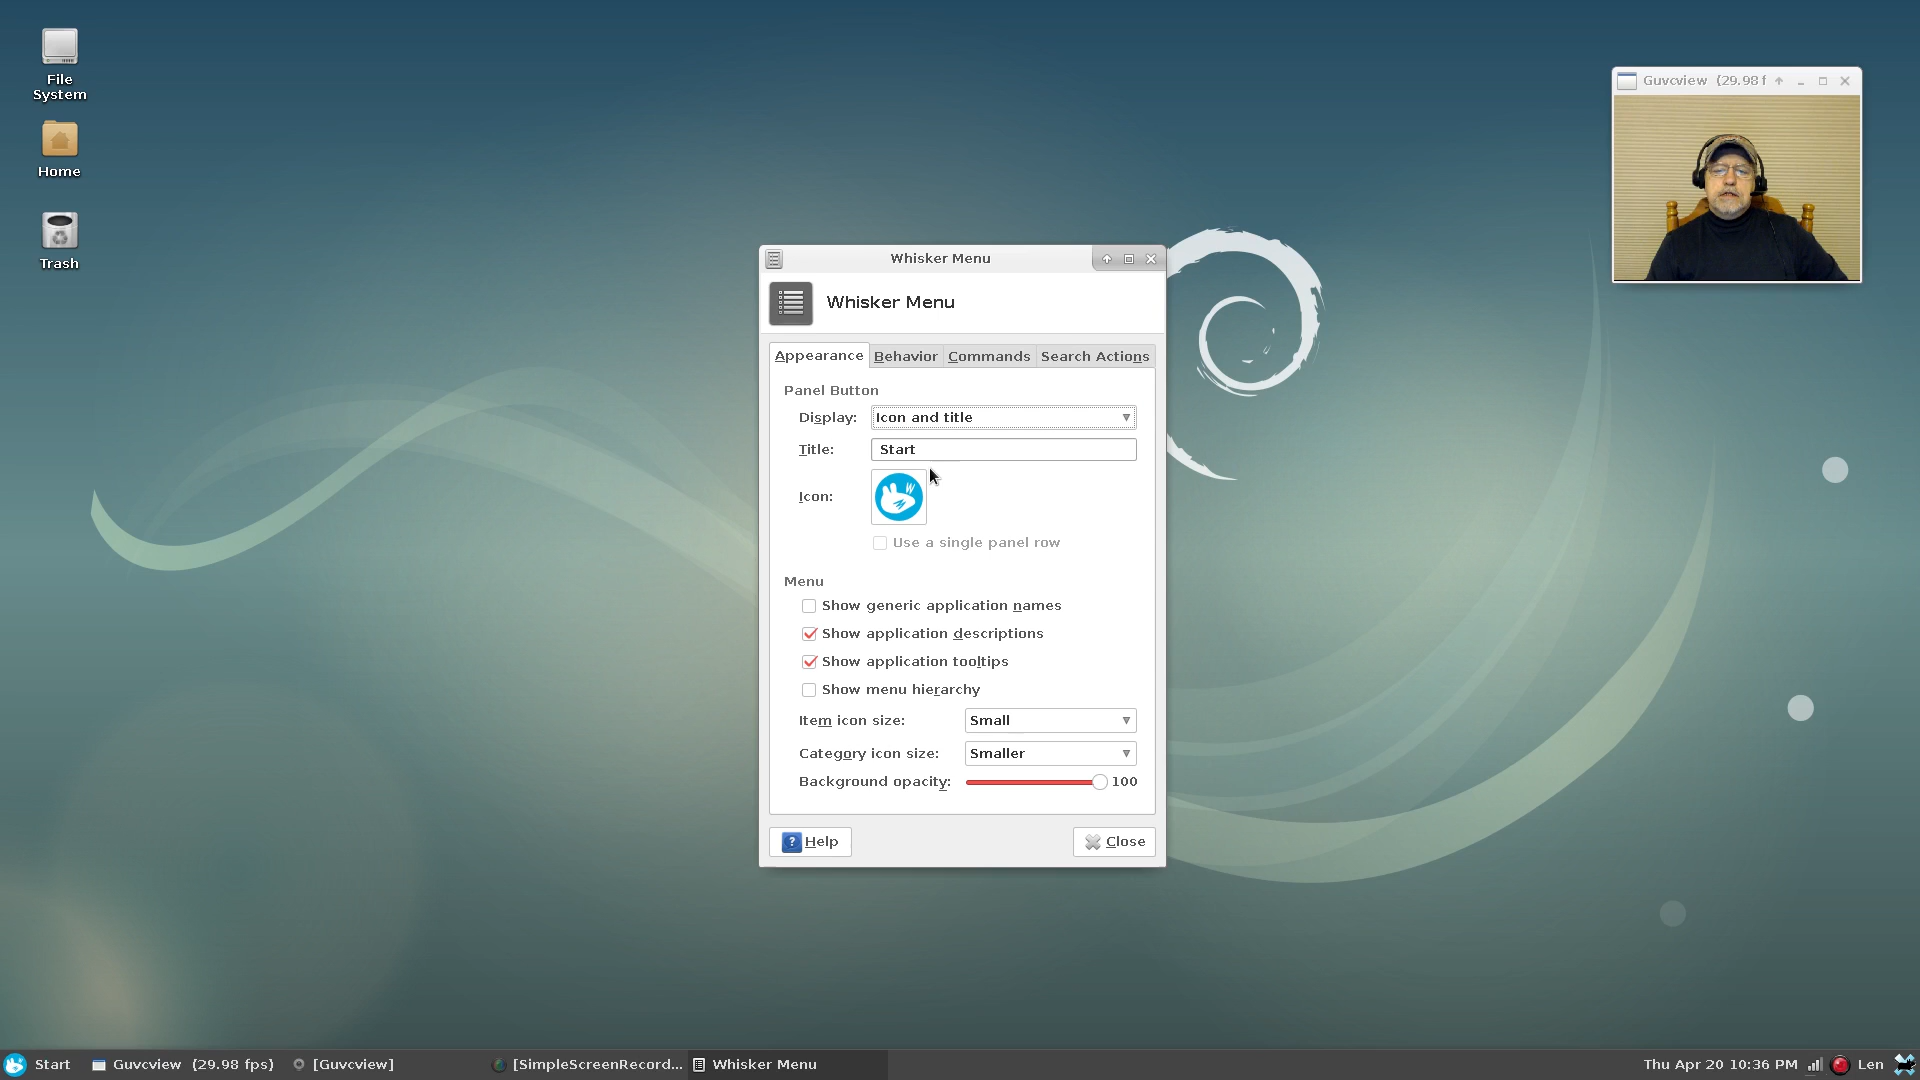 File
System
Home
Trash
Guvcview (29.98 f
Whisker Menu
Whisker Menu
Appearance Behavior Commands Search Actions
Panel Button
Display: Icon and title
Title: Start
Icon:
W
Use a single panel row
Menu
Show generic application names
Show application descriptions
Show application tooltips
Show menu hierarchy
Item icon size: Small
Category icon size: Smaller
Background opacity: 100
? Help Close
Start Guvcview (29.98 fps) [Guvcview] [SimpleScreenRecord... Whisker Menu Thu Apr 20 10:36 PM Len